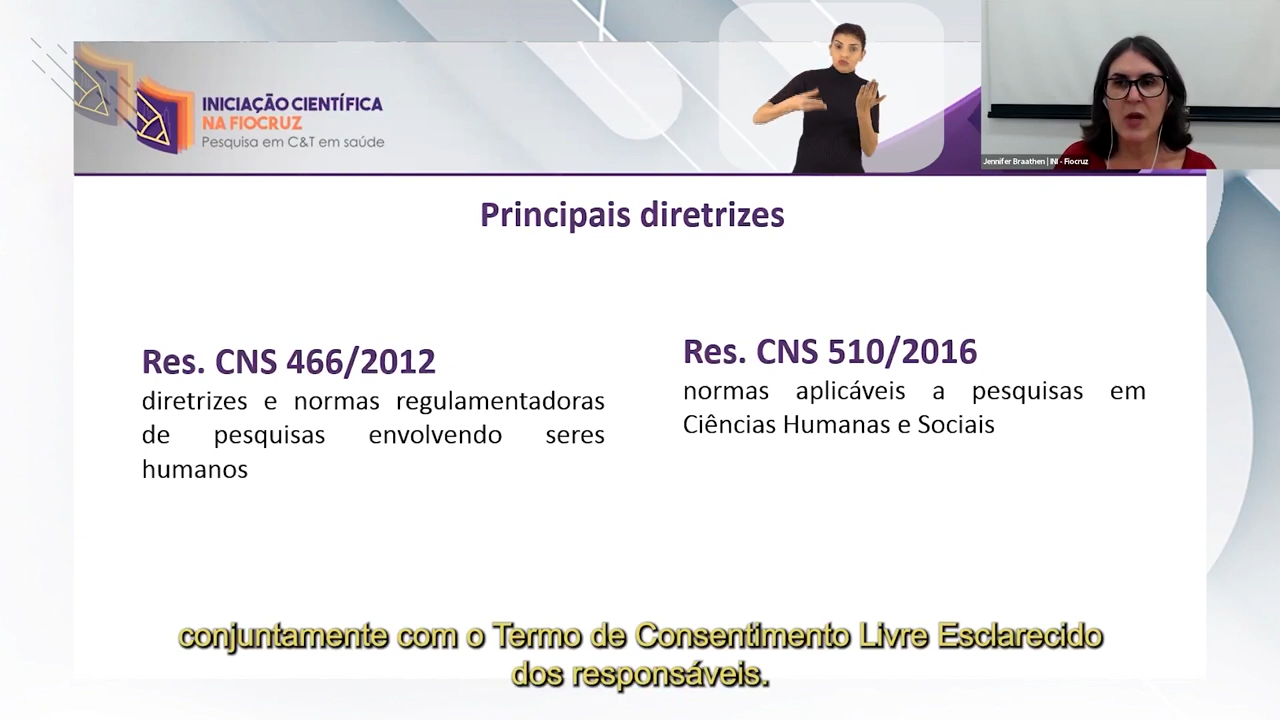 INICIAÇÃO CIENTÍFICA
NA FIOCRUZ
Pesquisa em C&T em saúde
Jennifer Braathen | INI - Fiocruz
Principais diretrizes
Res. CNS 466/2012
diretrizes e normas regulamentadoras
de pesquisas envolvendo seres
humanos
Res. CNS 510/2016
normas aplicáveis a pesquisas em
Ciências Humanas e Sociais
conjuntamente com o Termo de Consentimento Livre Esclarecido
dos responsáveis.